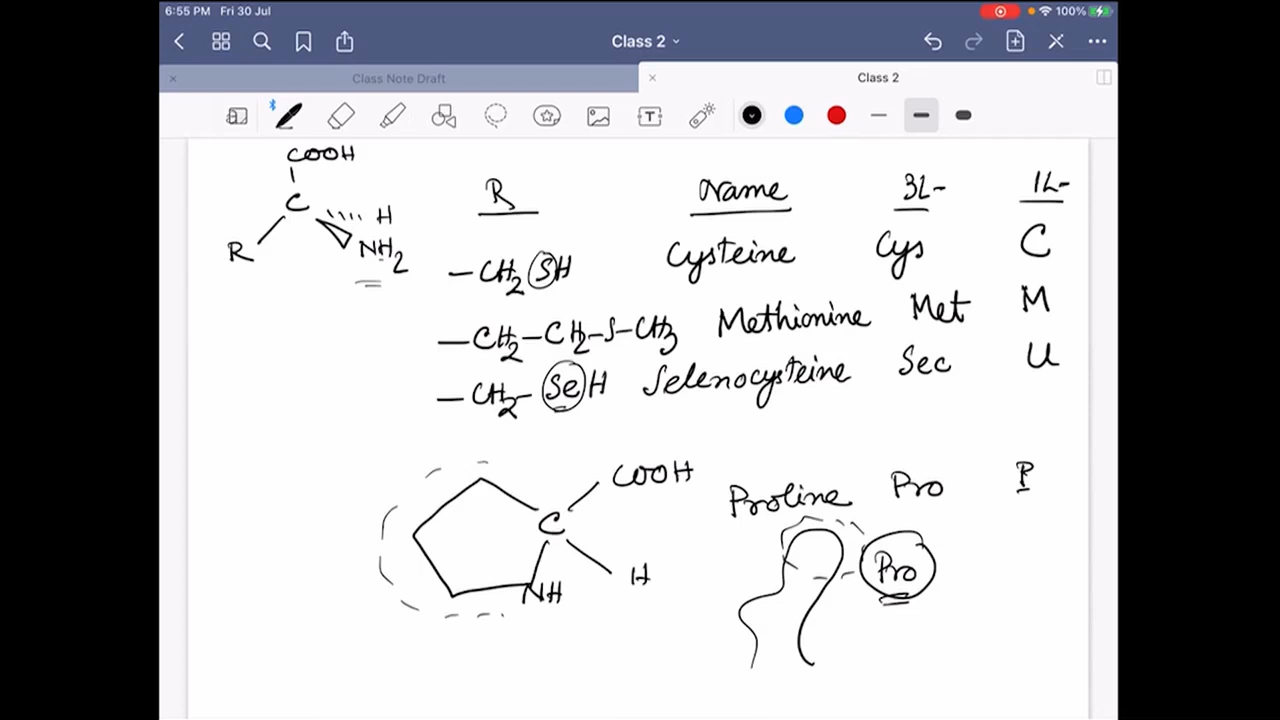 6:55 PM Fri 30 Jul 100%
Class 2
Class Note Draft
Class 2
T
COOH
C
H
R
NH2
R Name 3L- 1L-
-CH2SH Cysteine Cys C
-CH2-CH2-S-CH3 Methionine Met M
-CH2-SeH Selenocysteine Sec U
COOH
C
H
NH
Proline Pro P
Pro